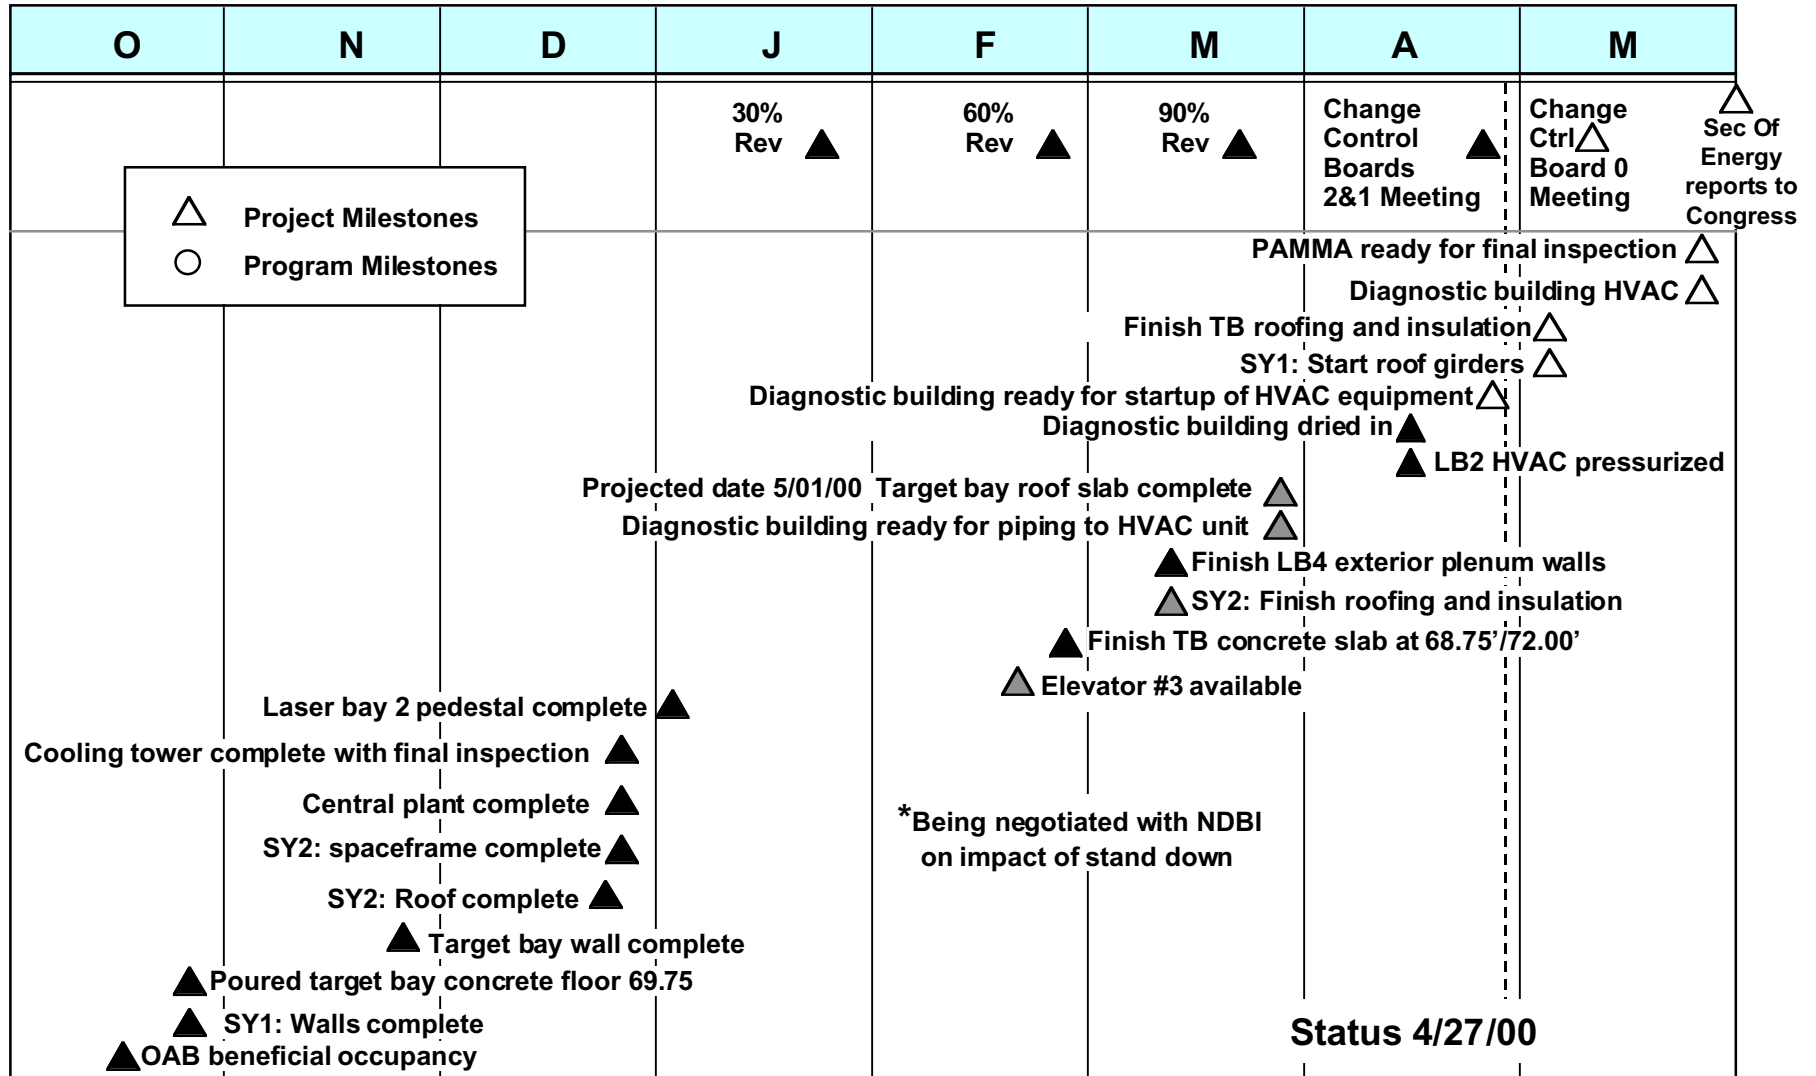 O N D J F M A M
30%
Rev
60%
Rev
90%
Rev
Change
Control
Boards
2&1 Meeting
Change
Ctrl
Board 0
Meeting
Sec Of
Energy
reports to
Congress
Project Milestones
Program Milestones
PAMMA ready for final inspection
Diagnostic building HVAC
Finish TB roofing and insulation
SY1: Start roof girders
Diagnostic building ready for startup of HVAC equipment
Diagnostic building dried in
LB2 HVAC pressurized
Projected date 5/01/00 Target bay roof slab complete
Diagnostic building ready for piping to HVAC unit
Finish LB4 exterior plenum walls
SY2: Finish roofing and insulation
Finish TB concrete slab at 68.75’/72.00’
Elevator #3 available
Laser bay 2 pedestal complete
Cooling tower complete with final inspection
Central plant complete
*Being negotiated with NDBI
on impact of stand down
SY2: spaceframe complete
SY2: Roof complete
Target bay wall complete
Poured target bay concrete floor 69.75
SY1: Walls complete
OAB beneficial occupancy
Status 4/27/00